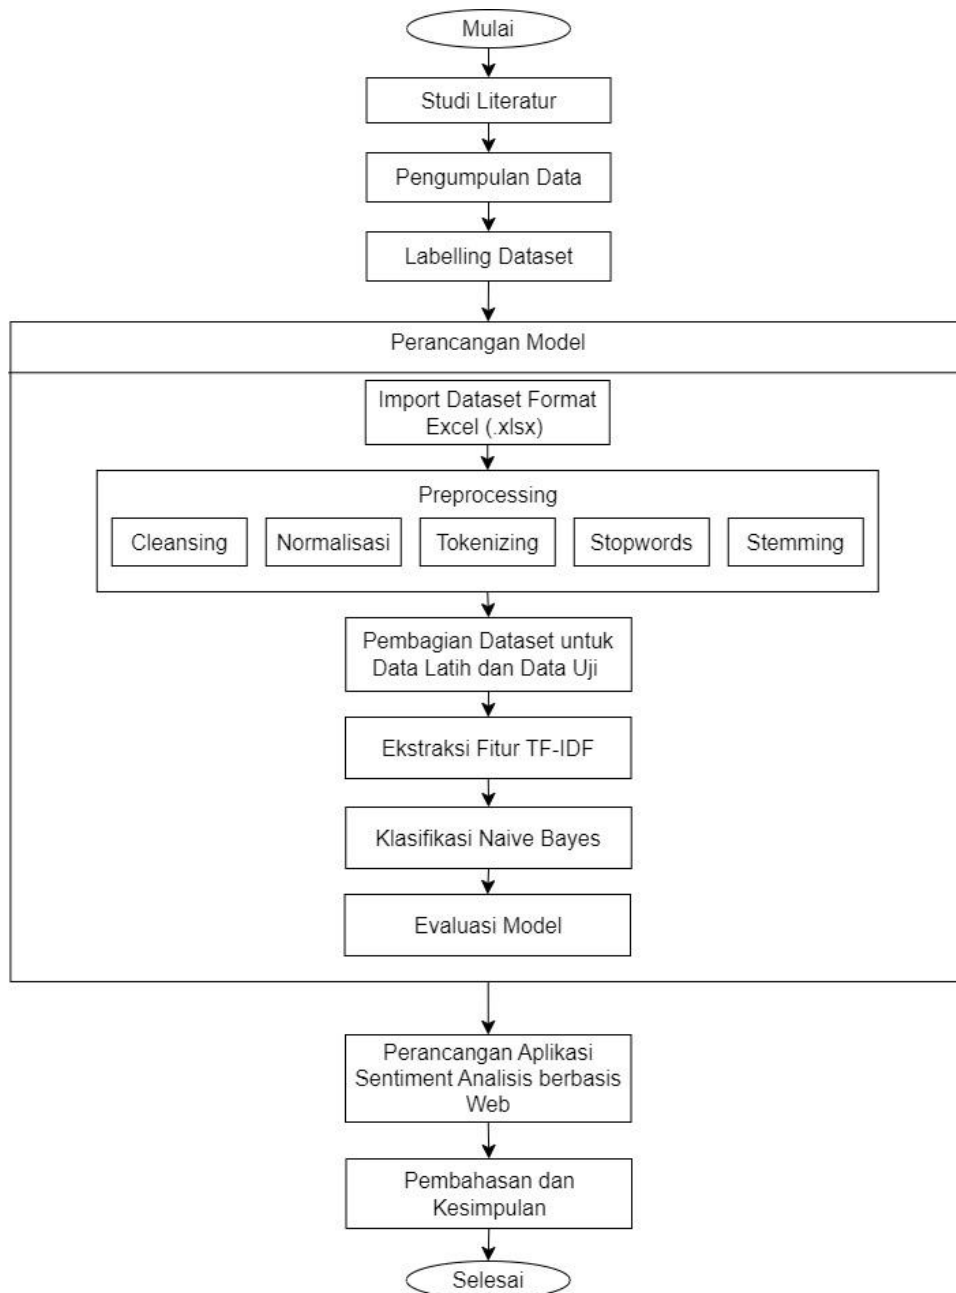 Mulai
Studi Literatur
Pengumpulan Data
Labelling Dataset
Perancangan Model
Import Dataset Format
Excel (.xlsx)
Preprocessing
Cleansing
Normalisasi
Tokenizing
Stopwords
Stemming
Pembagian Dataset untuk
Data Latih dan Data Uji
Ekstraksi Fitur TF-IDF
Klasifikasi Naive Bayes
Evaluasi Model
Perancangan Aplikasi
Sentiment Analisis berbasis
Web
Pembahasan dan
Kesimpulan
Selesai